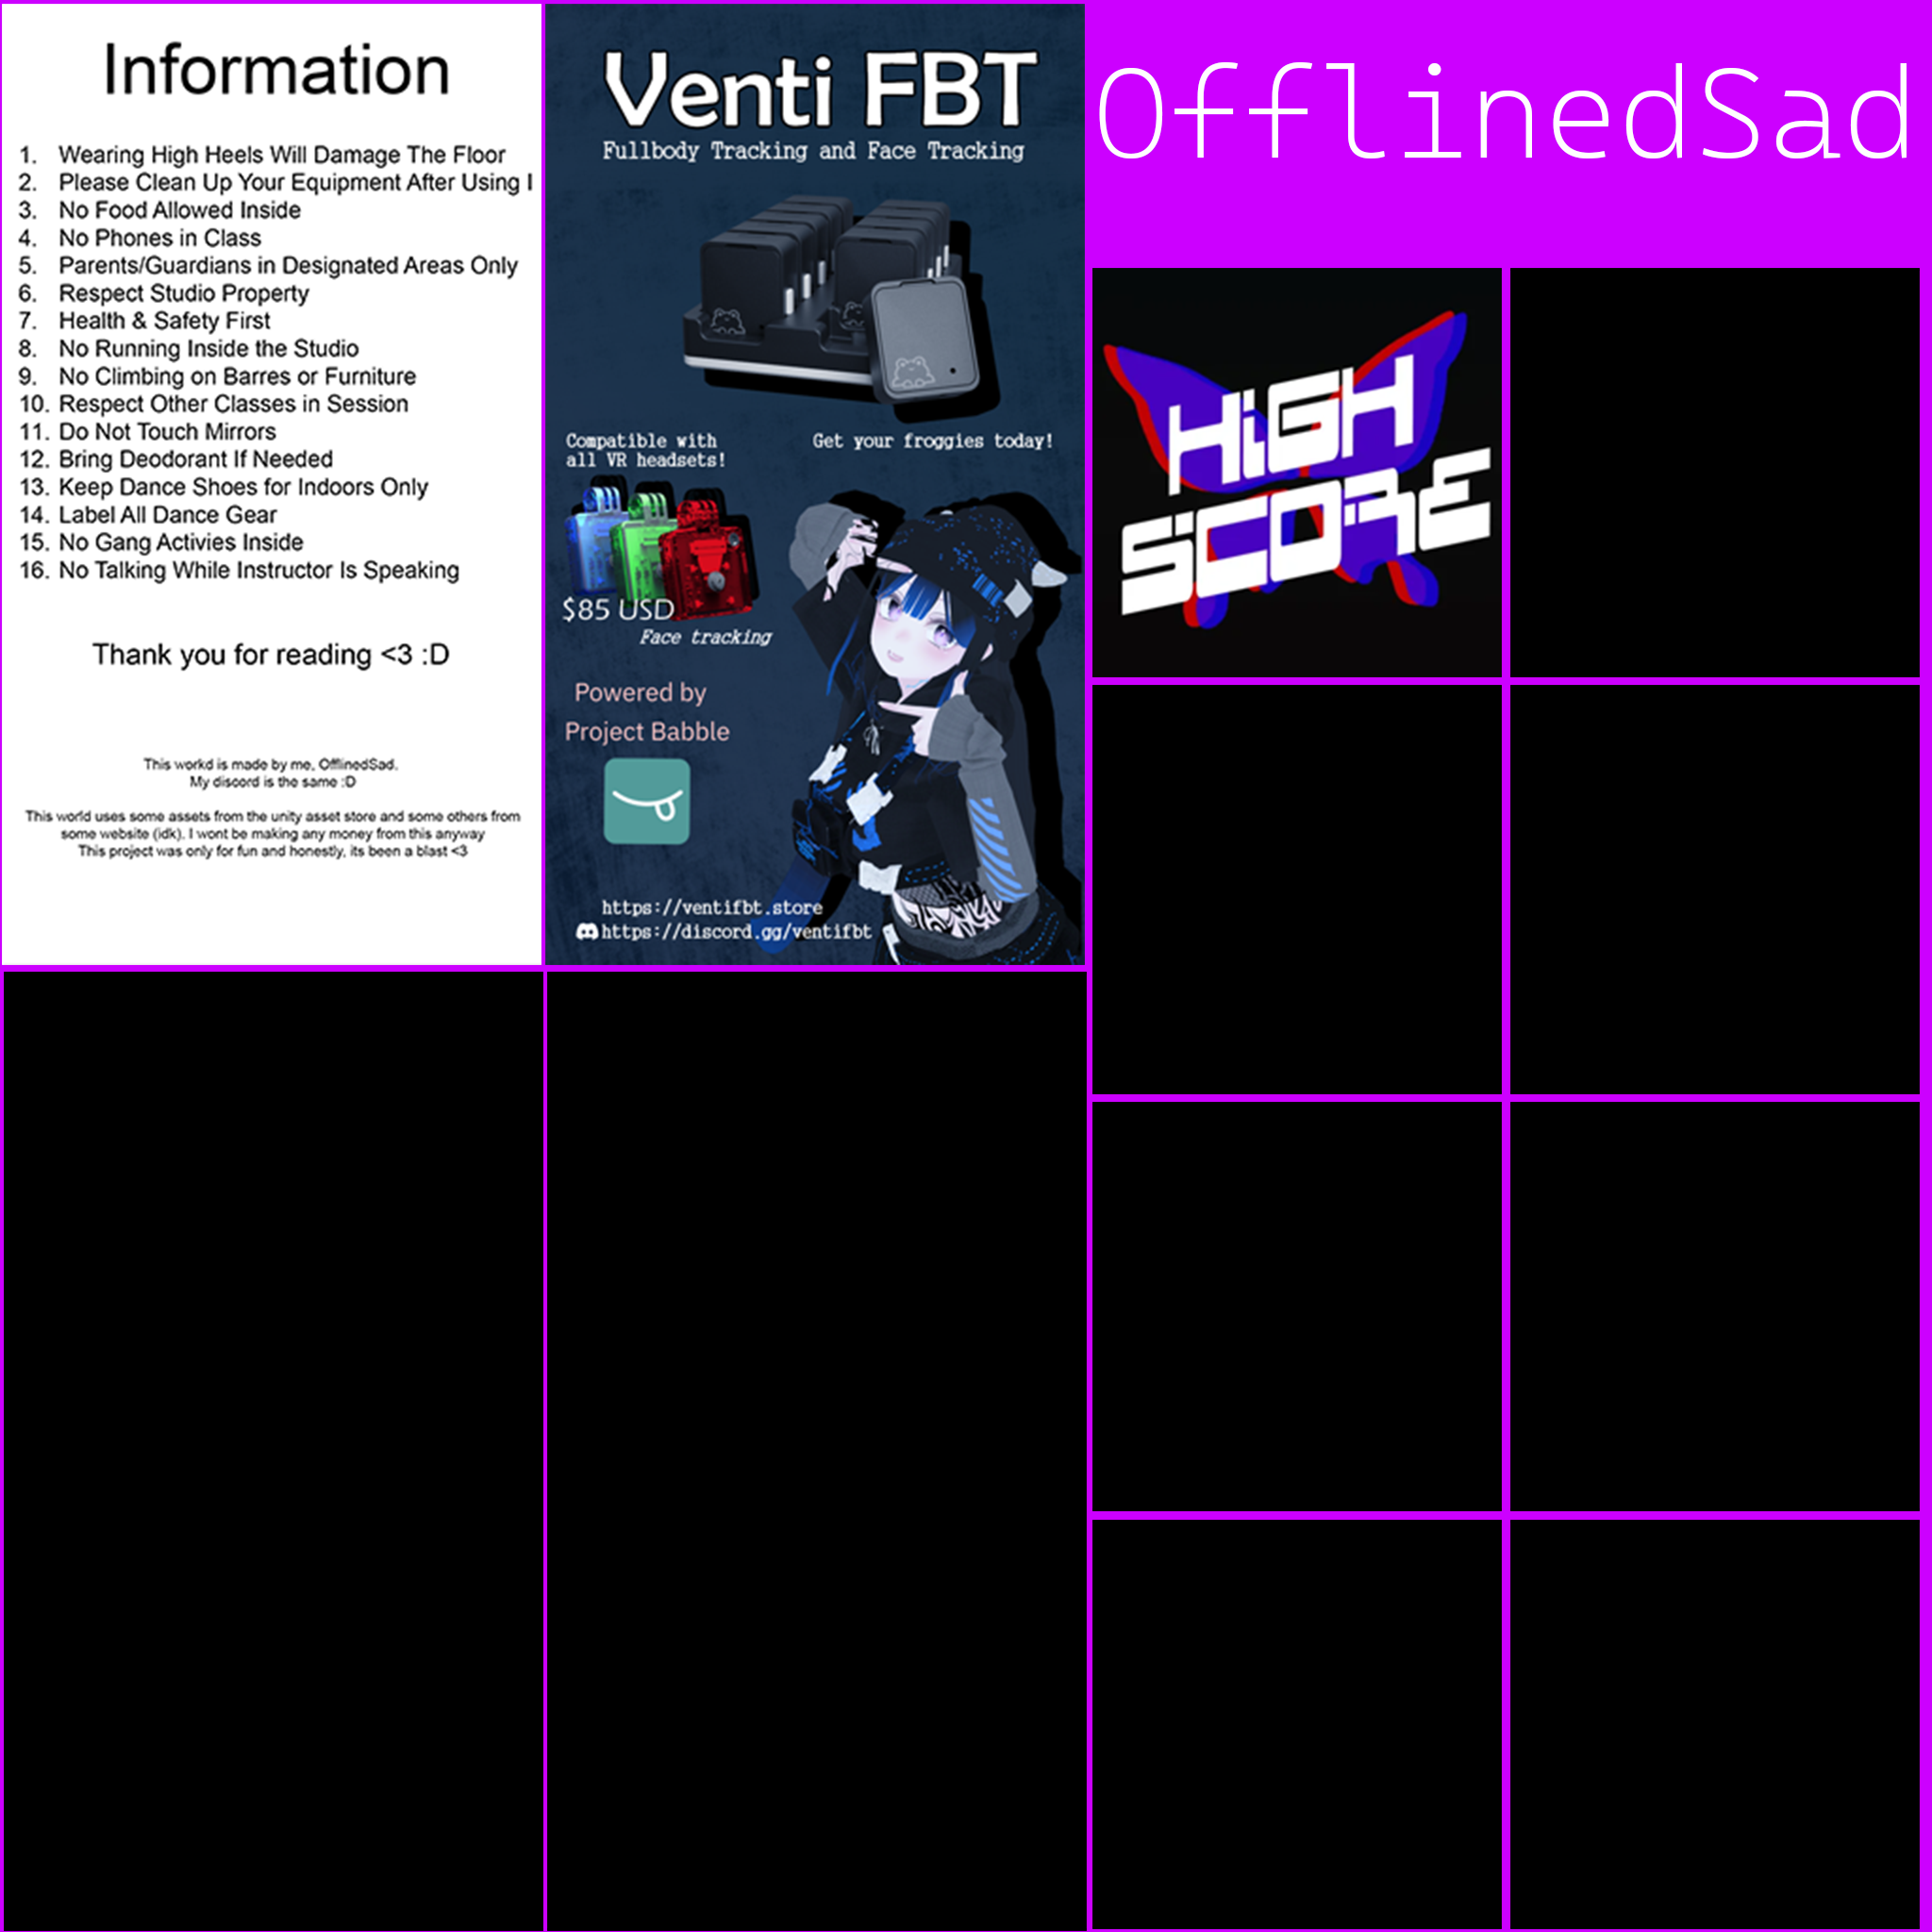 Information
1. Wearing High Heels Will Damage The Floor
2. Please Clean Up Your Equipment After Using I
3. No Food Allowed Inside
4. No Phones in Class
5. Parents/Guardians in Designated Areas Only
6. Respect Studio Property
7. Health & Safety First
8. No Running Inside the Studio
9. No Climbing on Barres or Furniture
10. Respect Other Classes in Session
11. Do Not Touch Mirrors
12. Bring Deodorant If Needed
13. Keep Dance Shoes for Indoors Only
14. Label All Dance Gear
15. No Gang Activies Inside
16. No Talking While Instructor Is Speaking
Thank you for reading <3 :D
This workd is made by me, OfflinedSad.
My discord is the same :D
This world uses some assets from the unity asset store and some others from
some website (idk). I wont be making any money from this anyway
This project was only for fun and honestly, its been a blast <3
Venti FBT
Fullbody Tracking and Face Tracking
Compatible with
all VR headsets!
Get your froggies today!
$85 USD
Face tracking
Powered by
Project Babble
https://ventifbt.store
https://discord.gg/ventifbt
OfflinedSad
HIGH
SCORE